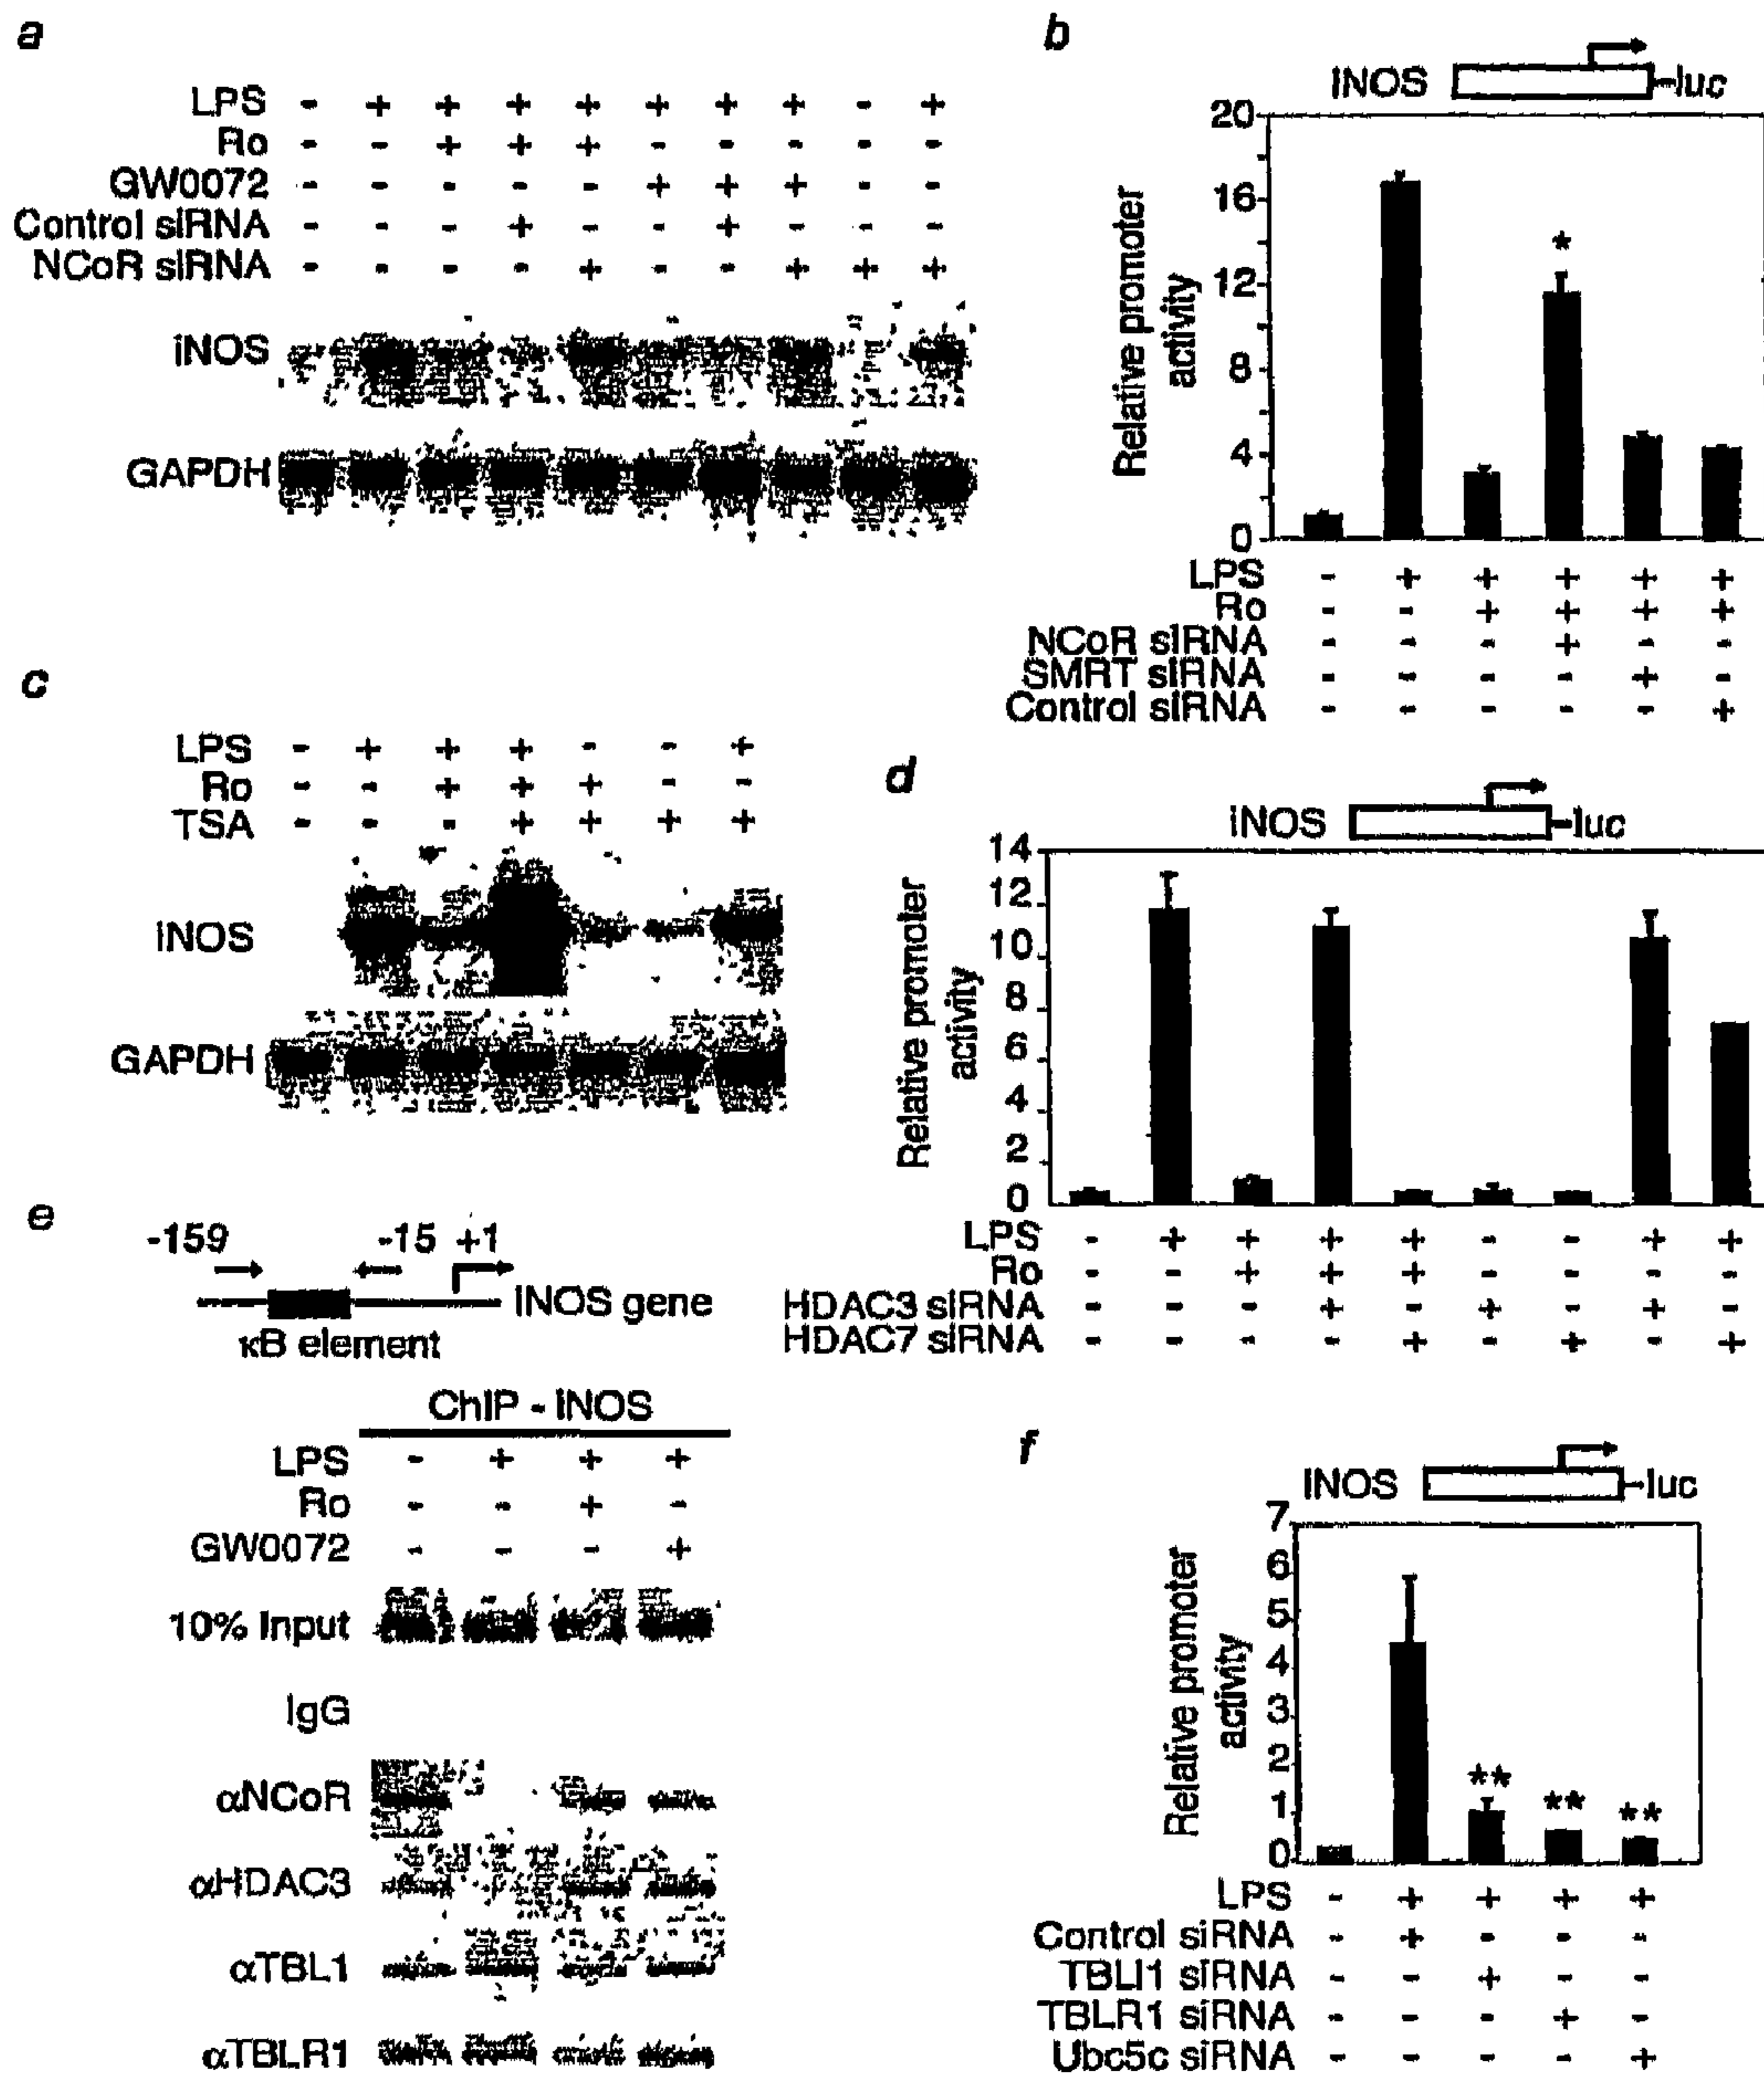 a
LPS - + + + + + + + - +
Ro - - + + + - - - - -
GW0072 - - - - - + + + - -
Control siRNA - - - + - - + - - -
NCoR siRNA - - - - + - - + + +
iNOS
GAPDH
b
iNOS luc
20
16
12
8
4
0
Relative promoter
activity
*
LPS - + + + + +
Ro - - + + + +
NCoR siRNA - - - + - -
SMRT siRNA - - - - + -
Control siRNA - - - - - +
c
LPS - + + + - - +
Ro - - + + + - -
TSA - - - + + + +
iNOS
GAPDH
d
iNOS luc
14
12
10
8
6
4
2
0
Relative promoter
activity
LPS - + + + + - - + +
Ro - - + + + - - - -
HDAC3 siRNA - - - + - + - + -
HDAC7 siRNA - - - - + - + - +
e
-159 -15 +1
iNOS gene
κB element
ChIP - iNOS
LPS - + + +
Ro - - + -
GW0072 - - - +
10% Input
IgG
αNCoR
αHDAC3
αTBL1
αTBLR1
f
iNOS luc
7
6
5
4
3
2
1
0
Relative promoter
activity
** ** **
LPS - + + + +
Control siRNA - + - - -
TBLl1 siRNA - - + - -
TBLR1 siRNA - - - + -
Ubc5c siRNA - - - - +